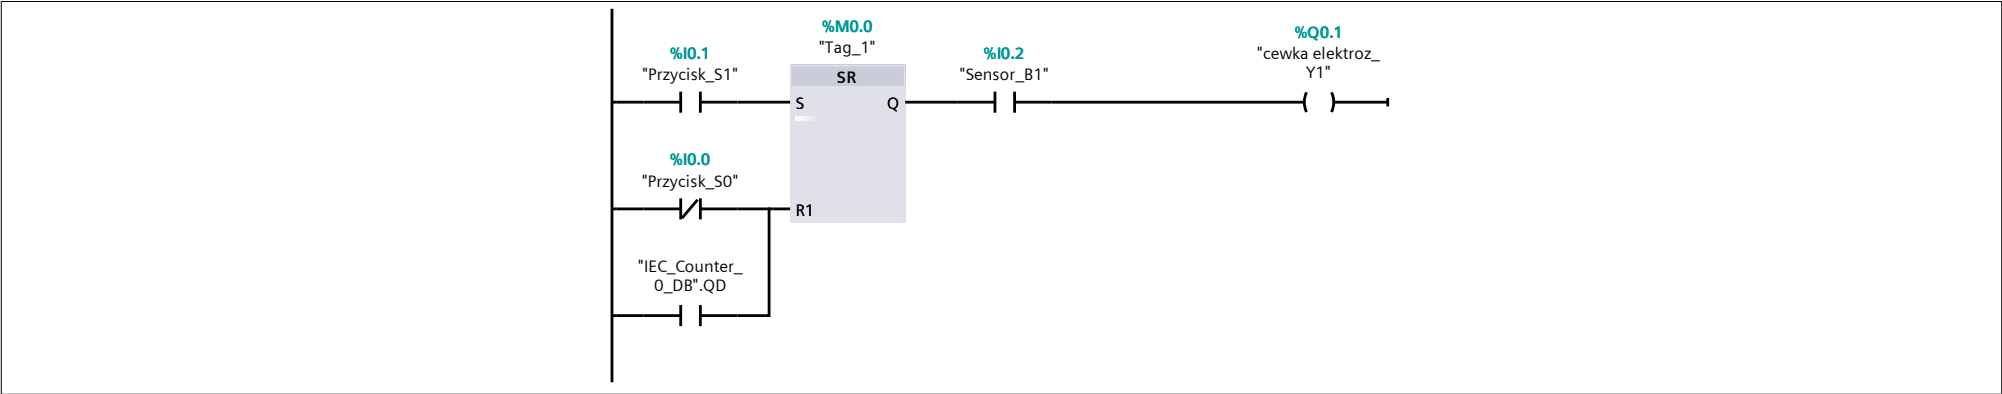 %M0.0
"Tag_1"
%Q0.1
"cewka elektroz_
Y1"
%I0.1
"Przycisk_S1"
SR
%I0.2
"Sensor_B1"
S
Q
%I0.0
"Przycisk_S0"
R1
"IEC_Counter_
0_DB".QD